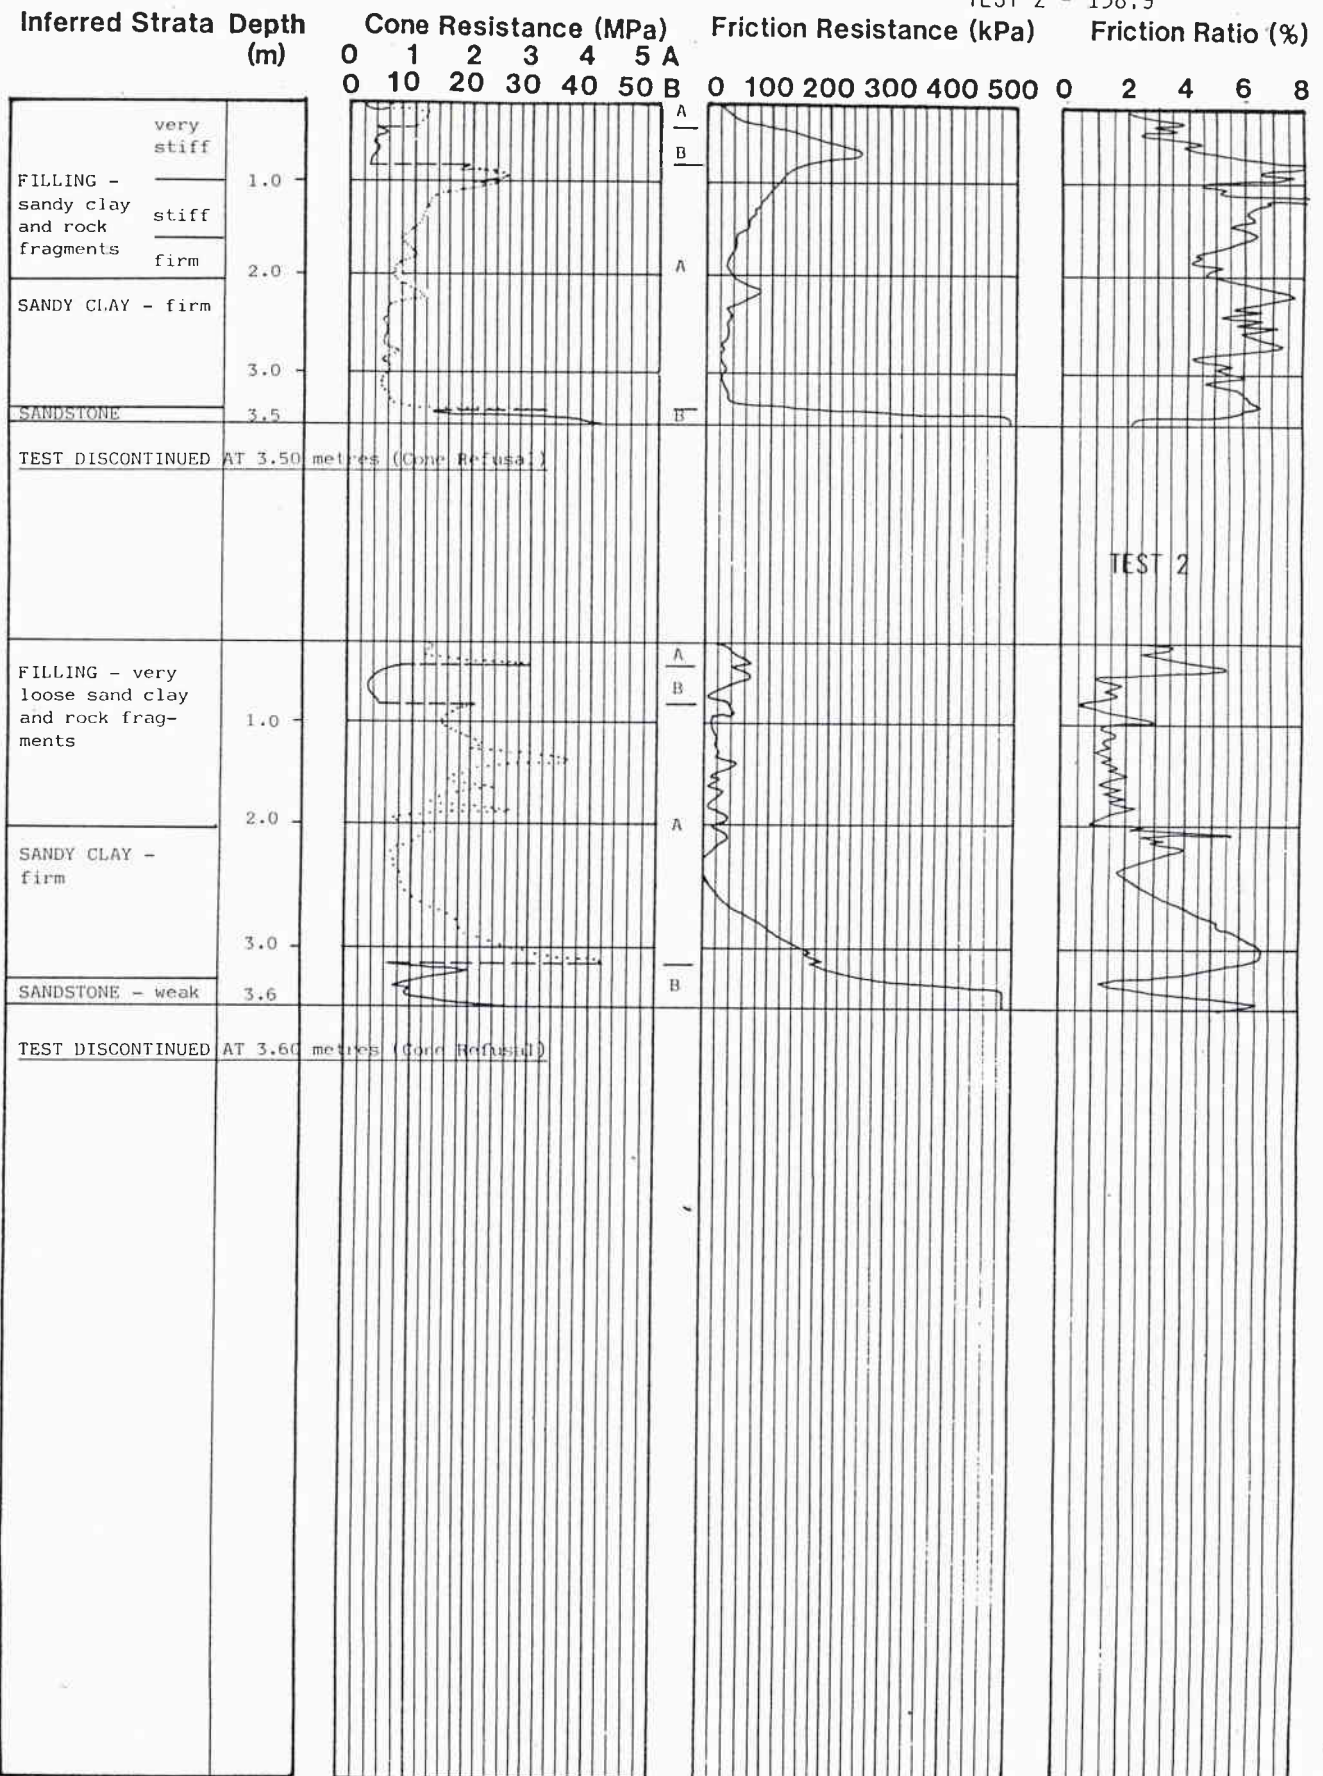 TEST 2 - 158.9
Inferred Strata Depth (m)
Cone Resistance (MPa)
0 1 2 3 4 5 A
0 10 20 30 40 50 B
Friction Resistance (kPa)
0 100 200 300 400 500
Friction Ratio (%)
0 2 4 6 8
very
stiff
A
B
FILLING -
sandy clay
and rock
fragments
1.0
stiff
firm
2.0
A
SANDY CLAY - firm
3.0
SANDSTONE
3.5
B
TEST DISCONTINUED AT 3.50 metres (Cone Refusal)
TEST 2
FILLING - very
loose sand clay
and rock frag-
ments
A
B
1.0
2.0
A
SANDY CLAY -
firm
3.0
SANDSTONE - weak
3.6
B
TEST DISCONTINUED AT 3.60 metres (Cone Refusal)